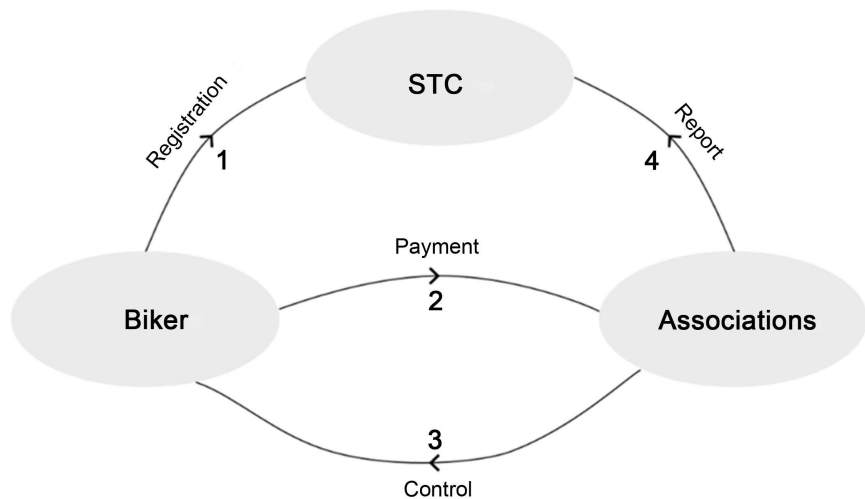 STC
Registration
1
Report
4
Payment
2
Biker
Associations
3
Control